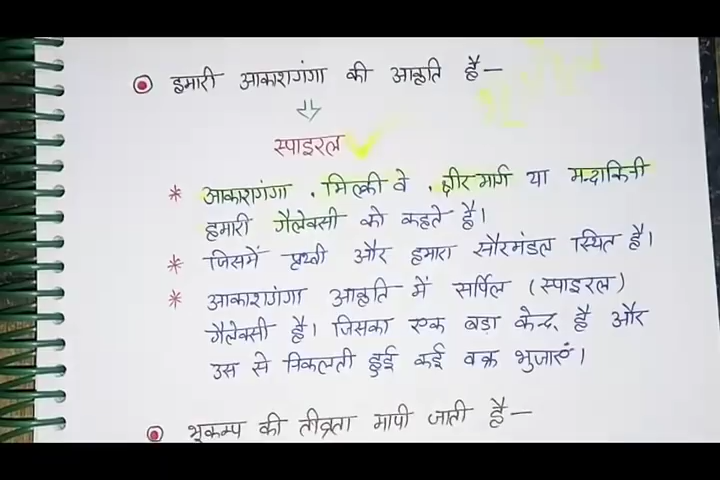 हमारी आकाशगंगा की आकृति है—
स्पाइरल
* आकाशगंगा, मिल्की वे, क्षीर मार्ग या मन्दाकिनी
हमारी गैलेक्सी को कहते है।
* जिसमें पृथ्वी और हमारा सौरमंडल स्थित है।
* आकाशगंगा आकृति में सर्पिल (स्पाइरल)
गैलेक्सी है। जिसका एक बड़ा केन्द्र है और
उस से निकलती हुई कई वक्र भुजाएं।
भूकम्प की तीव्रता मापी जाती है—